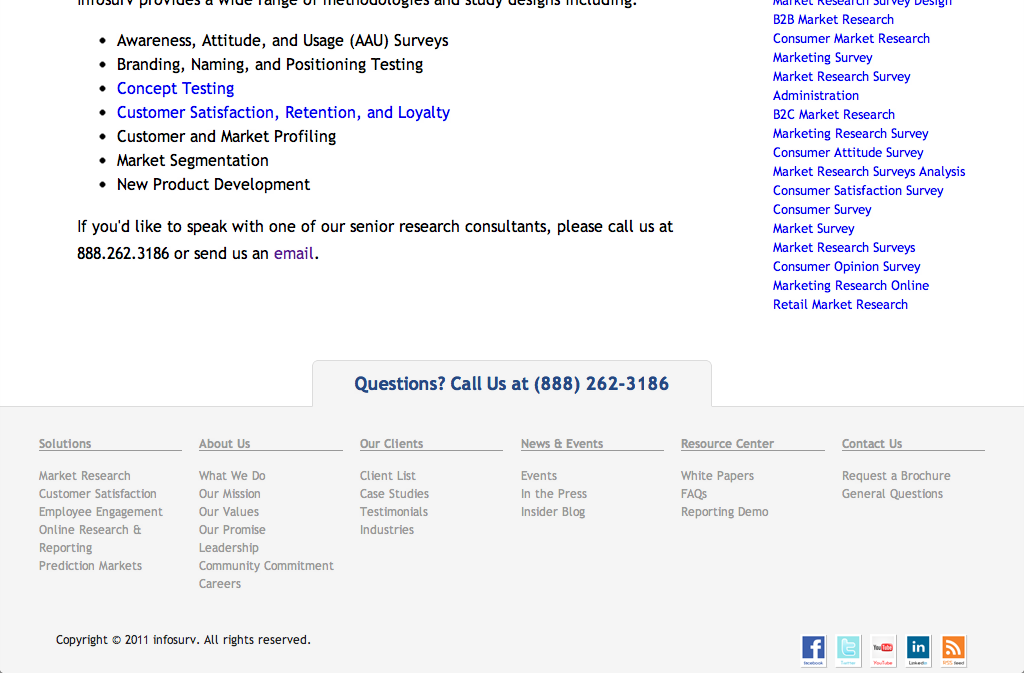 Infosurv provides a wide range of methodologies and study designs including:
• Awareness, Attitude, and Usage (AAU) Surveys
• Branding, Naming, and Positioning Testing
• Concept Testing
• Customer Satisfaction, Retention, and Loyalty
• Customer and Market Profiling
• Market Segmentation
• New Product Development
If you'd like to speak with one of our senior research consultants, please call us at
888.262.3186 or send us an email.
Market Research Survey Design
B2B Market Research
Consumer Market Research
Marketing Survey
Market Research Survey
Administration
B2C Market Research
Marketing Research Survey
Consumer Attitude Survey
Market Research Surveys Analysis
Consumer Satisfaction Survey
Consumer Survey
Market Survey
Market Research Surveys
Consumer Opinion Survey
Marketing Research Online
Retail Market Research
Questions? Call Us at (888) 262-3186
Solutions
Market Research
Customer Satisfaction
Employee Engagement
Online Research &
Reporting
Prediction Markets
About Us
What We Do
Our Mission
Our Values
Our Promise
Leadership
Community Commitment
Careers
Our Clients
Client List
Case Studies
Testimonials
Industries
News & Events
Events
In the Press
Insider Blog
Resource Center
White Papers
FAQs
Reporting Demo
Contact Us
Request a Brochure
General Questions
Copyright © 2011 infosurv. All rights reserved.
facebook
Twitter
YouTube
YouTube
in
LinkedIn
RSS feed